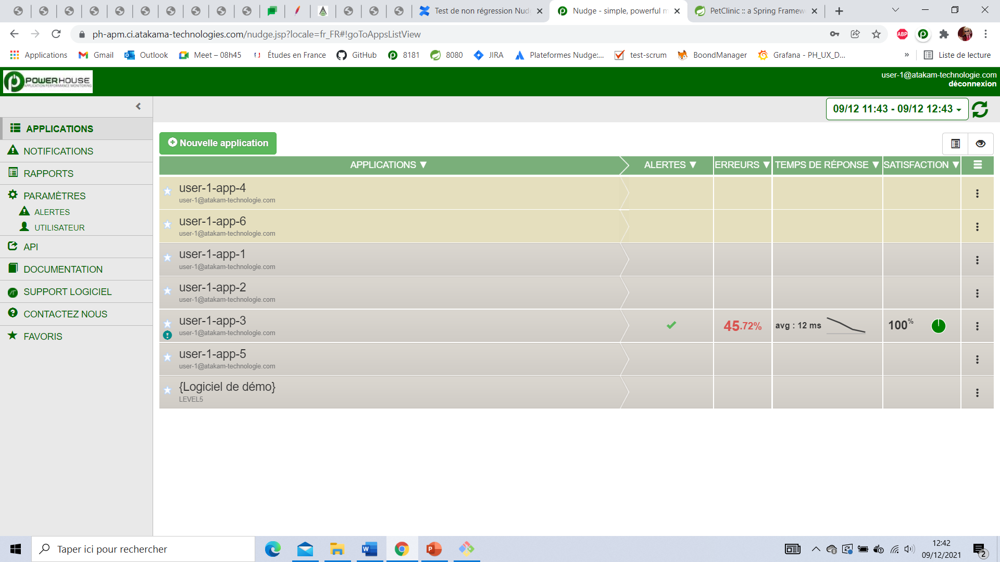 Test de non régression Nud
Nudge - simple, powerful m
PetClinic :: a Spring Framew
ph-apm.ci.atakama-technologies.com/nudge.jsp?locale=fr_FR#!goToAppsListView
ABP
Applications
Gmail
Outlook
Meet – 08h45
Études en France
GitHub
8181
8080
JIRA
Plateformes Nudge:...
test-scrum
BoondManager
Grafana - PH_UX_D...
»
Liste de lecture
POWERHOUSE
APPLICATION PERFORMANCE MONITORING
user-1@atakam-technologie.com
déconnexion
09/12 11:43 - 09/12 12:43
APPLICATIONS
NOTIFICATIONS
RAPPORTS
PARAMÈTRES
ALERTES
UTILISATEUR
API
DOCUMENTATION
SUPPORT LOGICIEL
CONTACTEZ NOUS
FAVORIS
Nouvelle application
APPLICATIONS ▼ ALERTES ▼ ERREURS ▼ TEMPS DE RÉPONSE ▼ SATISFACTION ▼
user-1-app-4
user-1@atakam-technologie.com
user-1-app-6
user-1@atakam-technologie.com
user-1-app-1
user-1@atakam-technologie.com
user-1-app-2
user-1@atakam-technologie.com
user-1-app-3
user-1@atakam-technologie.com
45.72% avg : 12 ms 100%
user-1-app-5
user-1@atakam-technologie.com
{Logiciel de démo}
LEVEL5
Taper ici pour rechercher
12:42
09/12/2021
2